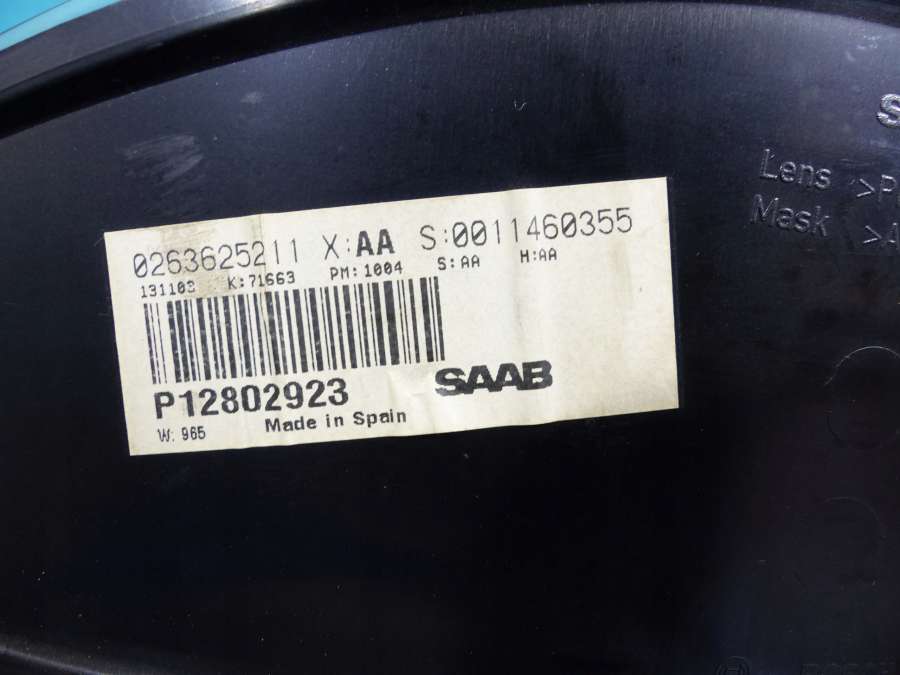 0263625211 X:AA S:0011460355
131103 K:71663 PM:1004 S:AA H:AA
P12802923 SAAB
W: 965 Made in Spain
Lens
Mask